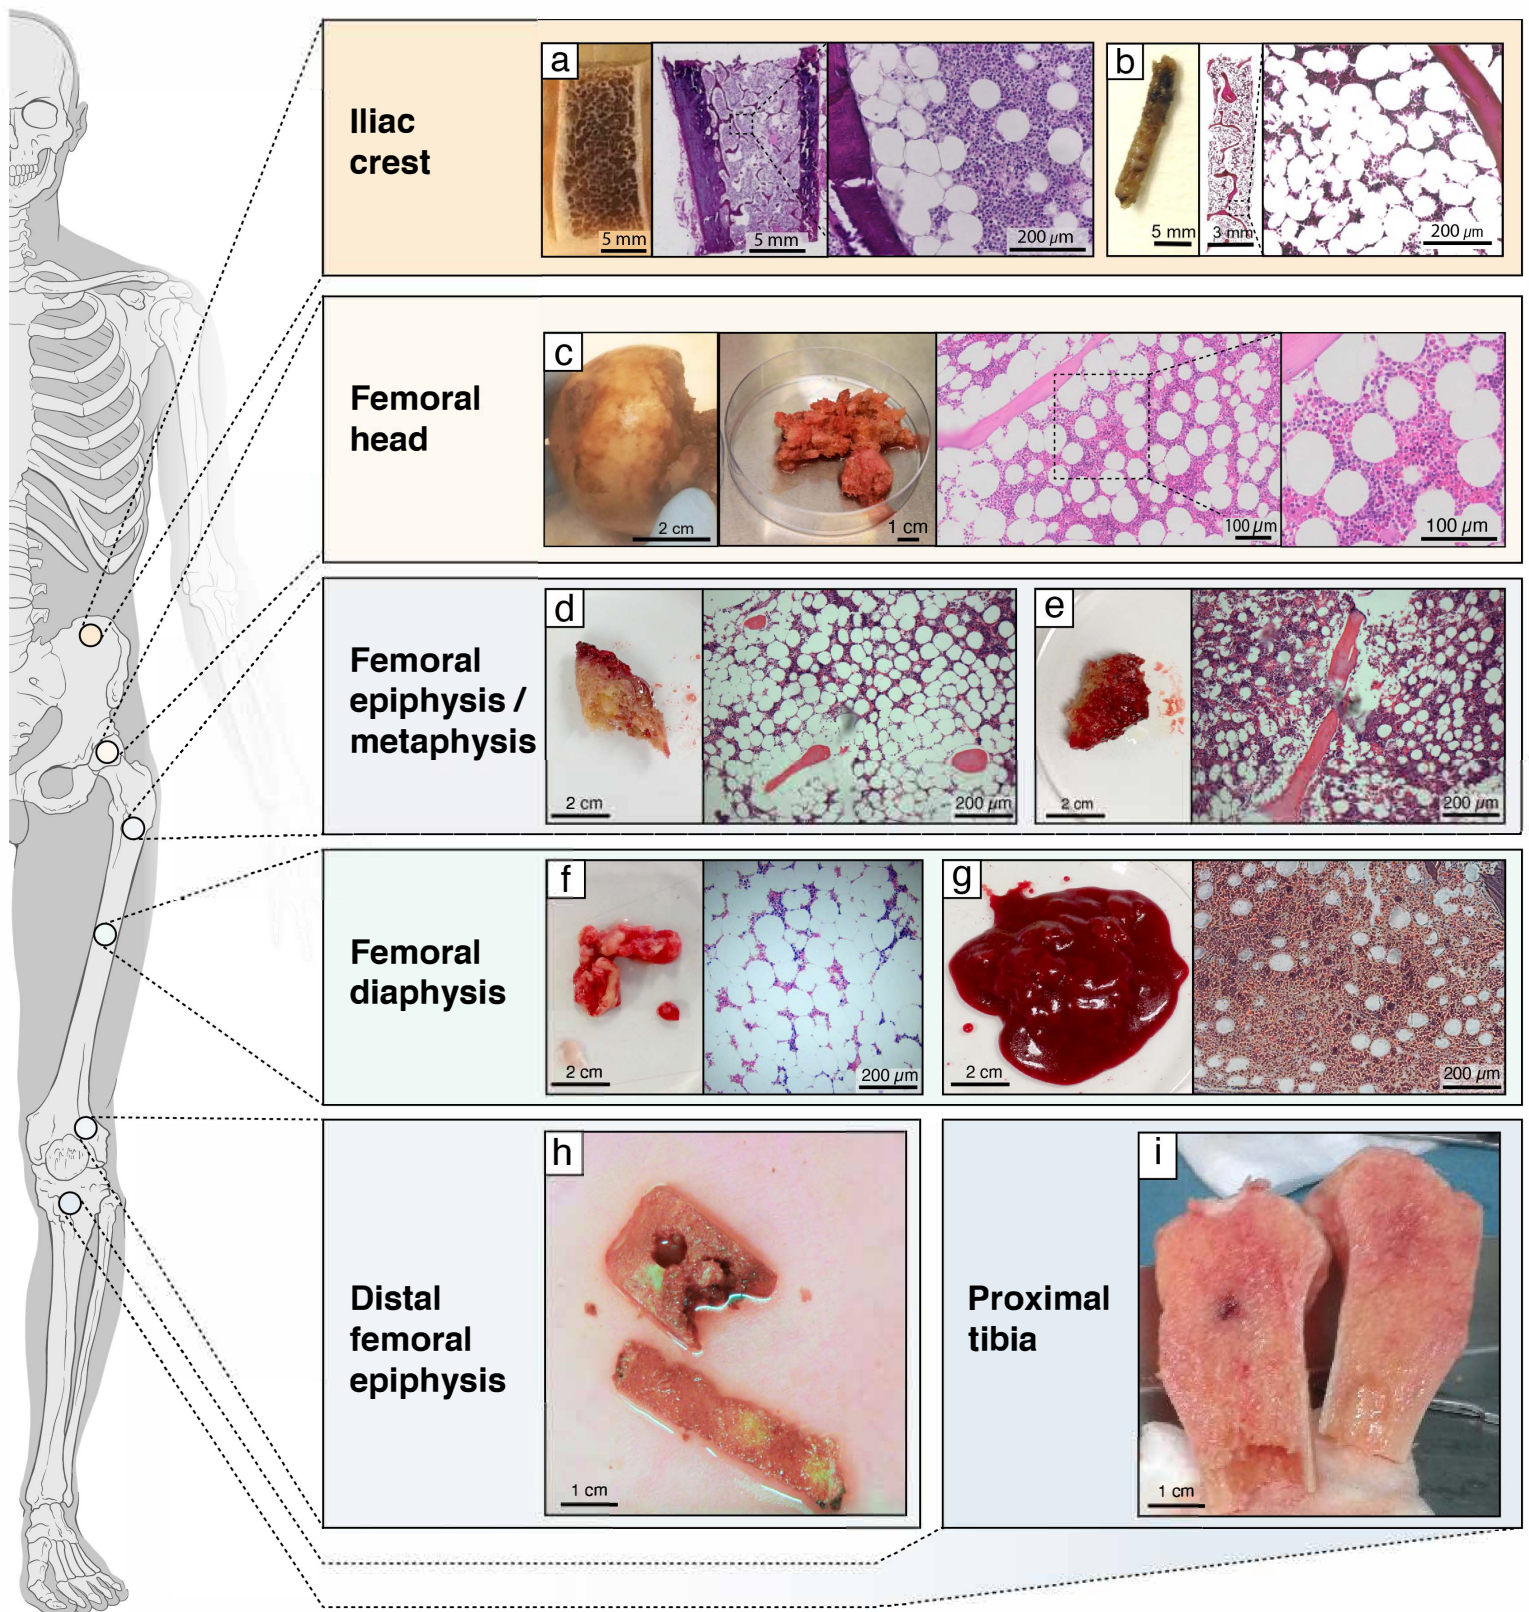 Iliac
crest
a
5 mm
5 mm
200 µm
b
5 mm
3 mm
200 µm
Femoral
head
c
2 cm
1 cm
100 µm
100 µm
Femoral
epiphysis /
metaphysis
d
2 cm
200 µm
e
2 cm
200 µm
Femoral
diaphysis
f
2 cm
200 µm
g
2 cm
200 µm
Distal
femoral
epiphysis
h
1 cm
Proximal
tibia
i
1 cm